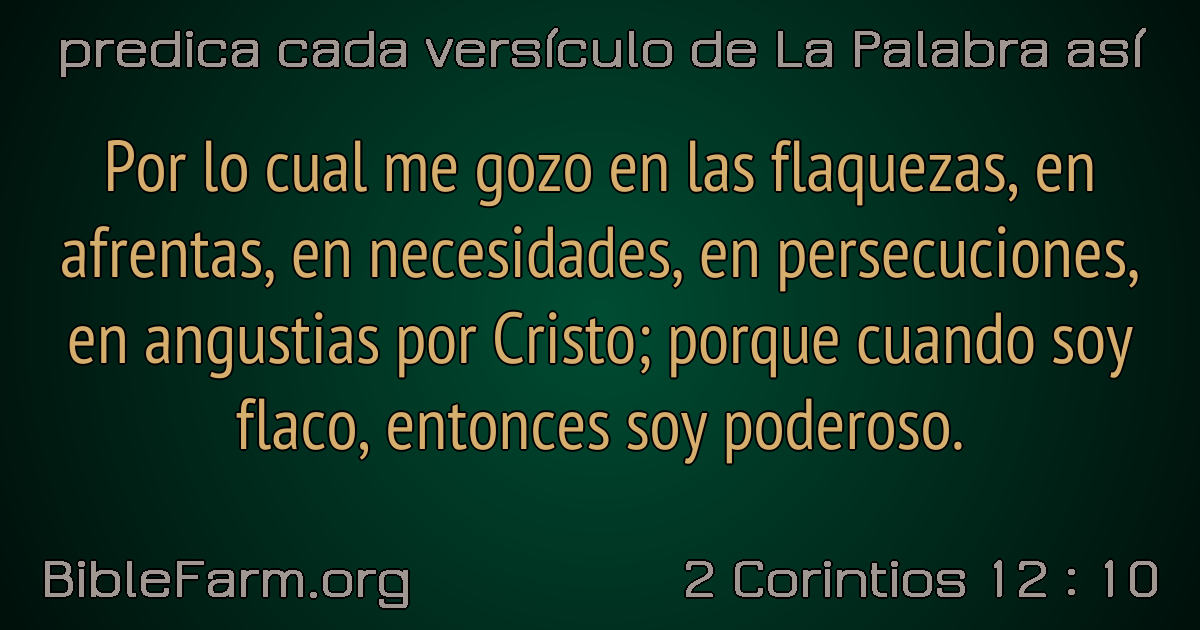 predica cada versículo de La Palabra así
Por lo cual me gozo en las flaquezas, en
afrentas, en necesidades, en persecuciones,
en angustias por Cristo; porque cuando soy
flaco, entonces soy poderoso.
BibleFarm.org
2 Corintios 12 : 10